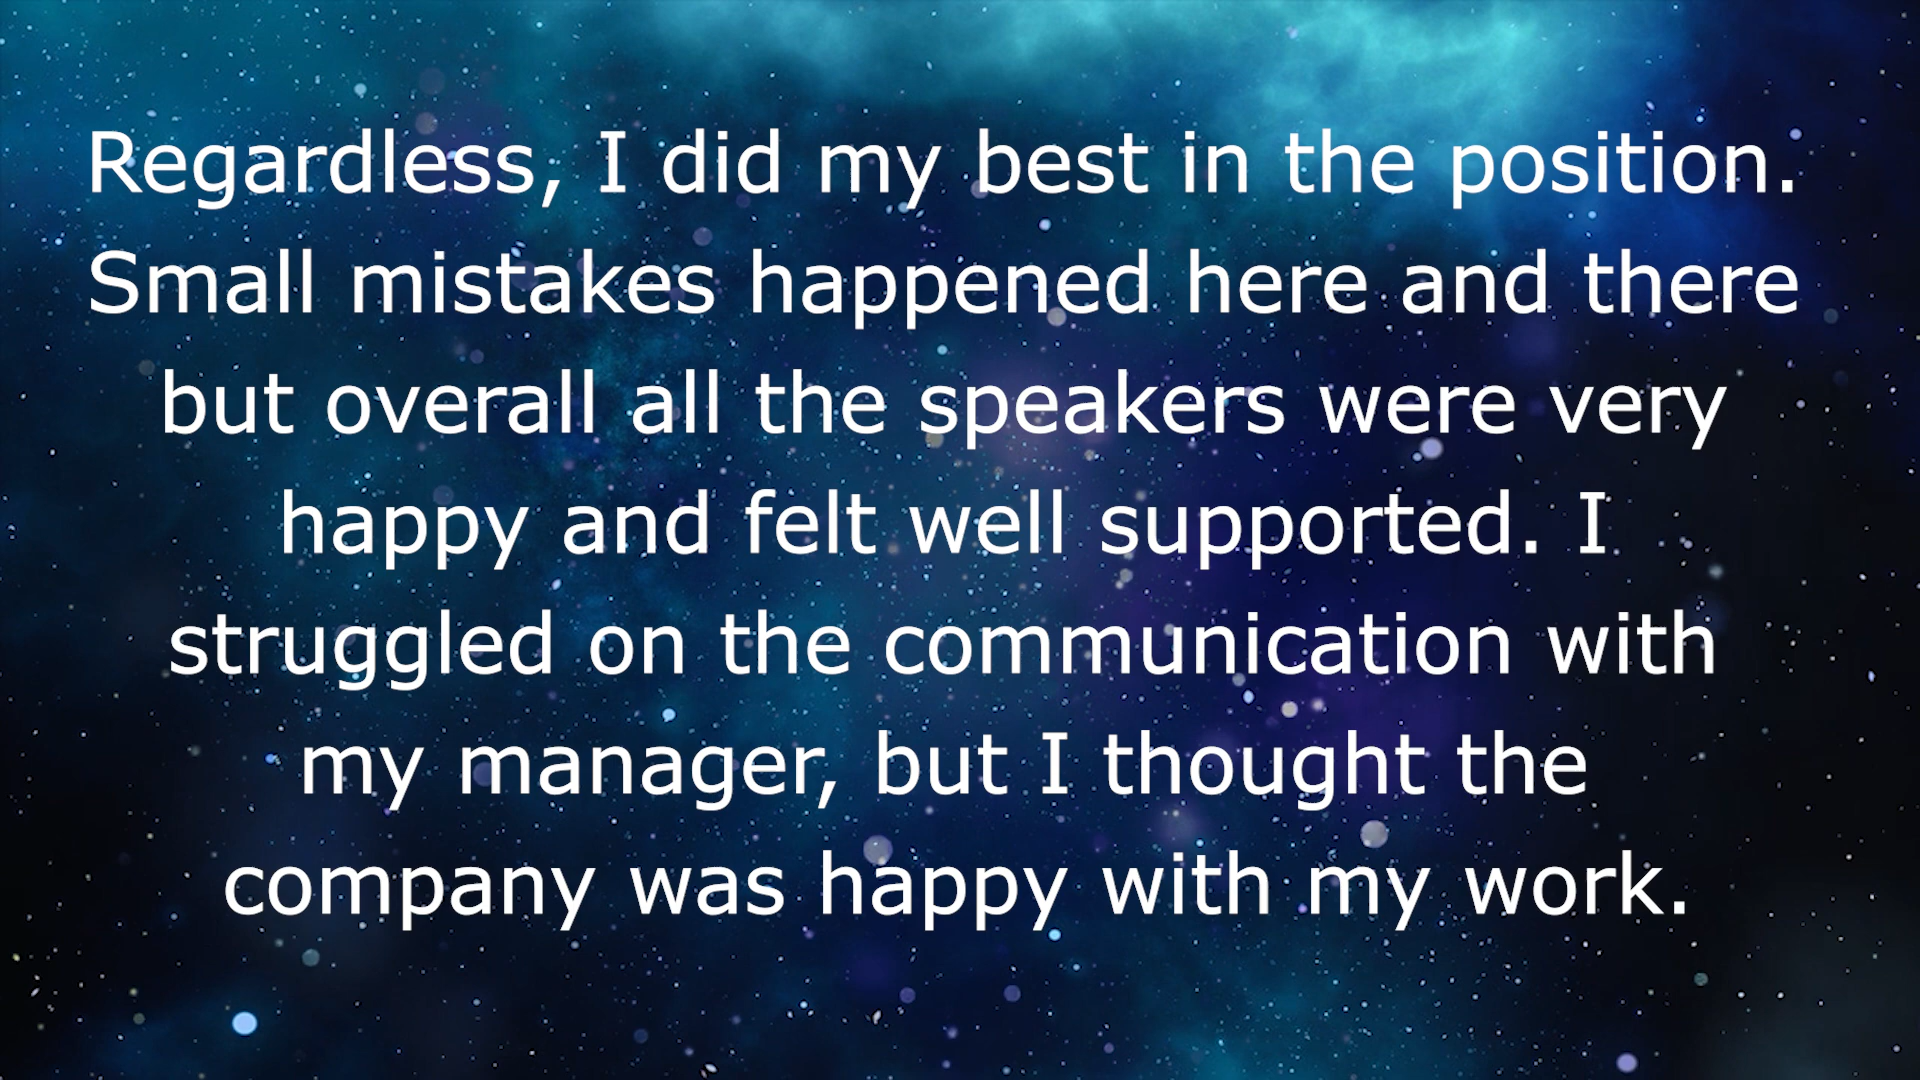 Regardless, I did my best in the position.
Small mistakes happened here and there
but overall all the speakers were very
happy and felt well supported. I
struggled on the communication with
my manager, but I thought the
company was happy with my work.